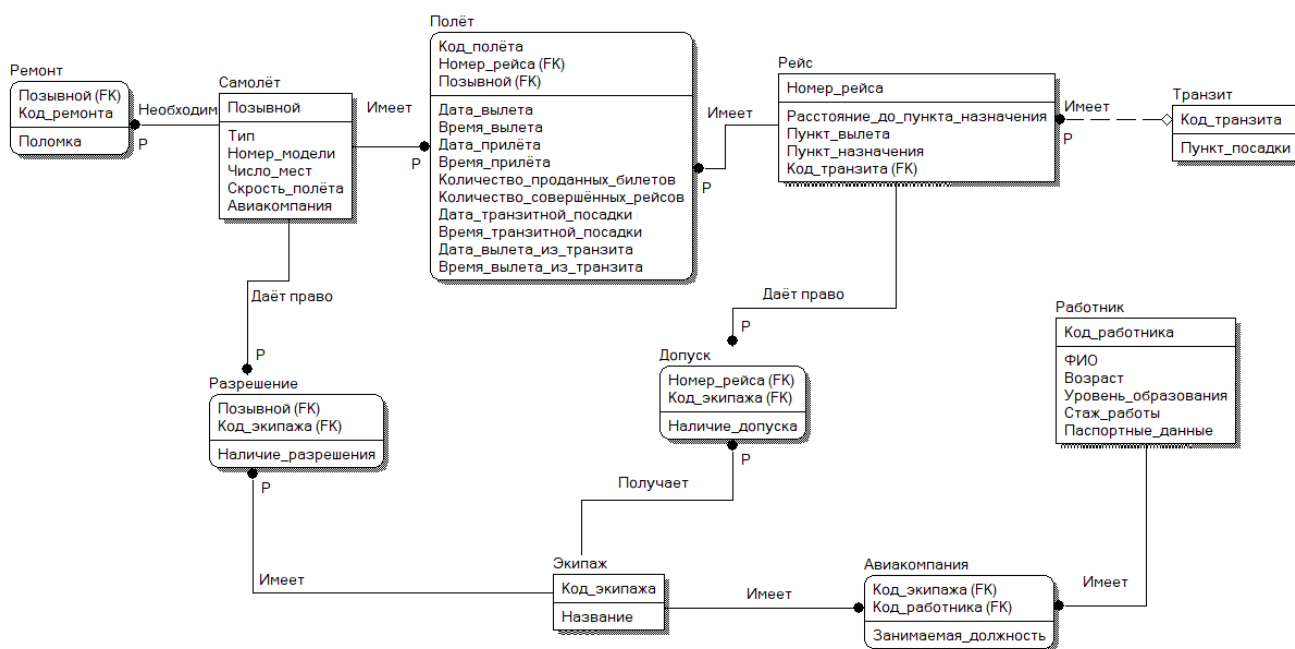 Полёт
Код_полёта
Номер_рейса (FK)
Позывной (FK)
Дата_вылета
Время_вылета
Дата_прилёта
Время_прилёта
Количество_проданных_билетов
Количество_совершённых_рейсов
Дата_транзитной_посадки
Время_транзитной_посадки
Дата_вылета_из_транзита
Время_вылета_из_транзита
Ремонт
Позывной (FK)
Код_ремонта
Поломка
Необходим
P
Самолёт
Позывной
Тип
Номер_модели
Число_мест
Скрость_полёта
Авиакомпания
Имеет
P
Имеет
P
Рейс
Номер_рейса
Расстояние_до_пункта_назначения
Пункт_вылета
Пункт_назначения
Код_транзита (FK)
Имеет
P
Транзит
Код_транзита
Пункт_посадки
Даёт право
P
Даёт право
P
Разрешение
Позывной (FK)
Код_экипажа (FK)
Наличие_разрешения
P
Допуск
Номер_рейса (FK)
Код_экипажа (FK)
Наличие_допуска
P
Работник
Код_работника
ФИО
Возраст
Уровень_образования
Стаж_работы
Паспортные_данные
Получает
Имеет
Экипаж
Код_экипажа
Название
Имеет
Авиакомпания
Код_экипажа (FK)
Код_работника (FK)
Занимаемая_должность
Имеет